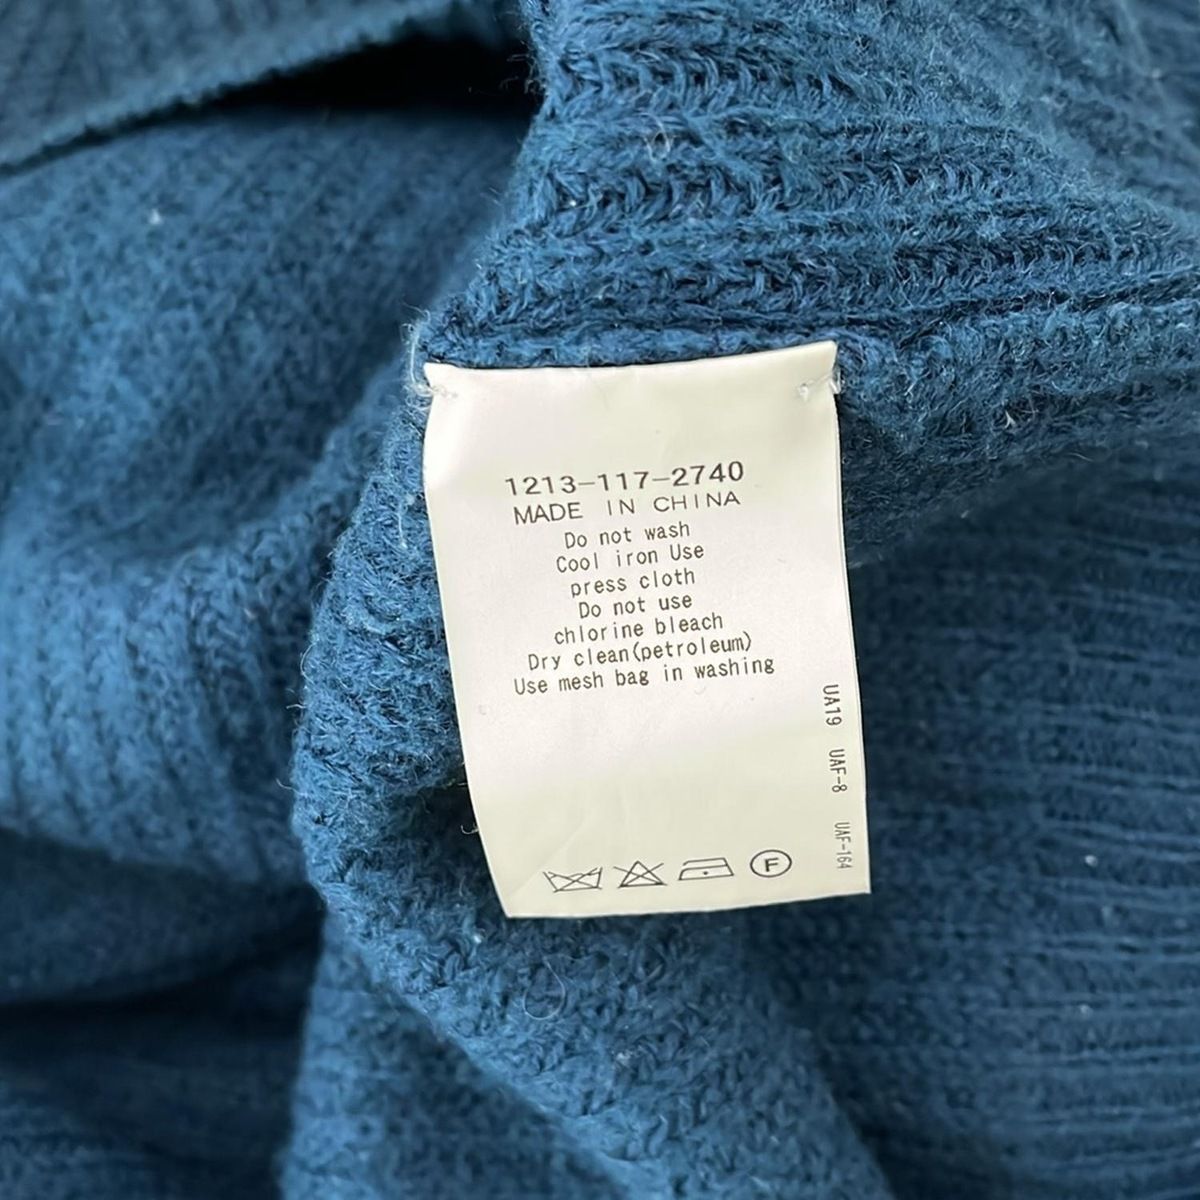 1213-117-2740
MADE IN CHINA
Do not wash
Cool iron Use
press cloth
Do not use
chlorine bleach
Dry clean(petroleum)
Use mesh bag in washing
UA19 UAF-8 UAF-164
F